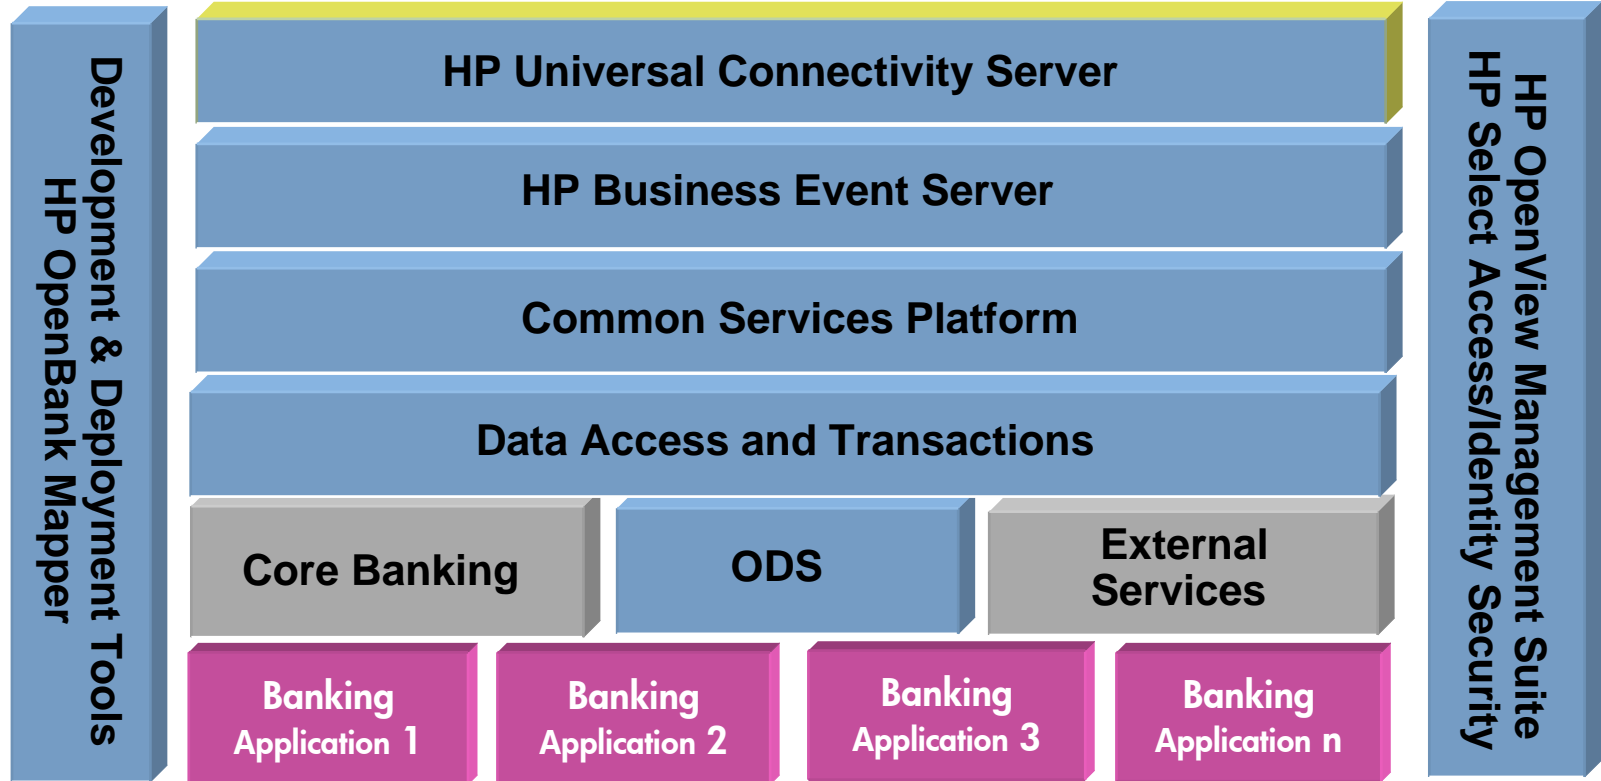 Development & Deployment Tools
HP OpenBank Mapper
HP Universal Connectivity Server
HP Business Event Server
Common Services Platform
Data Access and Transactions
Core Banking
ODS
External
Services
Banking
Application 1
Banking
Application 2
Banking
Application 3
Banking
Application n
HP OpenView Management Suite
HP Select Access/Identity Security